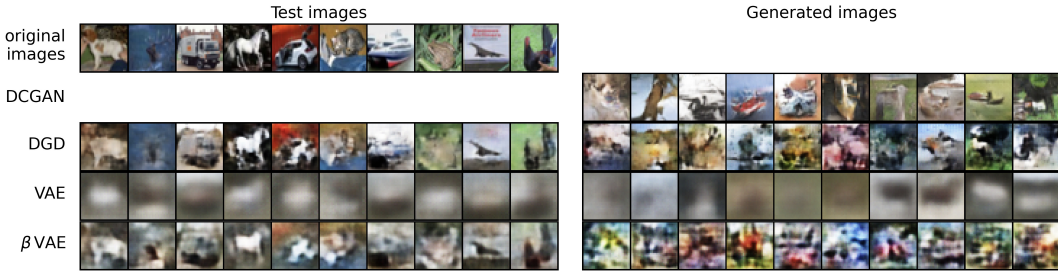 Test images
Generated images
original
images
DCGAN
DGD
VAE
β VAE